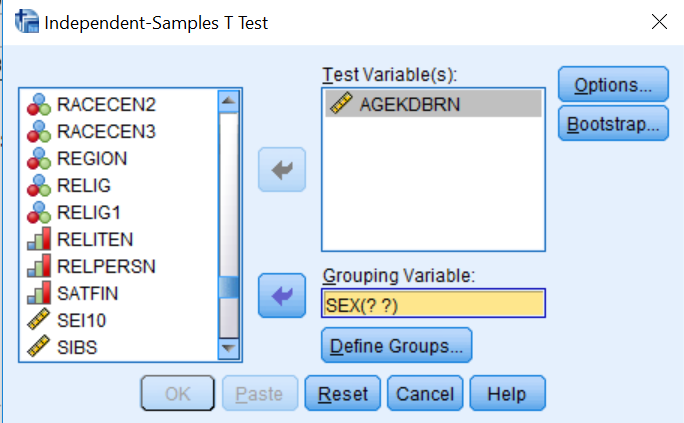 Independent-Samples T Test
RACECEN2
RACECEN3
REGION
RELIG
RELIG1
RELITEN
RELPERSN
SATFIN
SEI10
SIBS
Test Variable(s):
AGEKDBRN
Grouping Variable:
SEX(? ?)
Define Groups...
Options...
Bootstrap...
OK
Paste
Reset
Cancel
Help